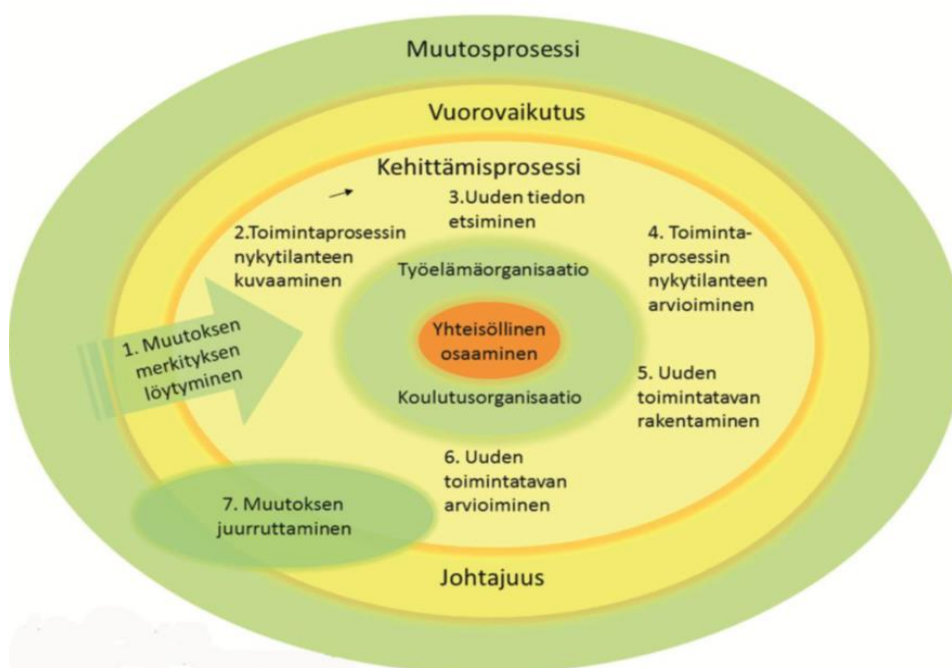 Muutosprosessi
Vuorovaikutus
Kehittämisprosessi
1. Muutoksen
merkityksen
löytyminen
2.Toimintaprosessin
nykytilanteen
kuvaaminen
3.Uuden tiedon
etsiminen
4. Toiminta-
prosessin
nykytilanteen
arvioiminen
Työelämäorganisaatio
Yhteisöllinen
osaaminen
Koulutusorganisaatio
5. Uuden
toimintatavan
rakentaminen
6. Uuden
toimintatavan
arvioiminen
7. Muutoksen
juurruttaminen
Johtajuus